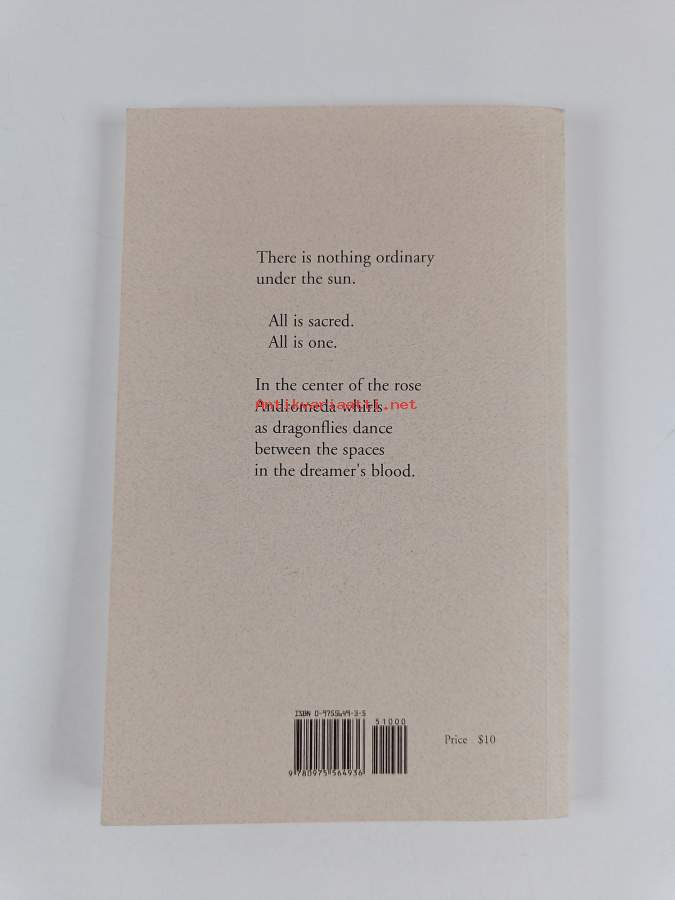 There is nothing ordinary
under the sun.
All is sacred.
All is one.
In the center of the rose
Andromeda whirls
Antikvariaatti.net
as dragonflies dance
between the spaces
in the dreamer's blood.
ISBN 0-9755649-3-5
51000
9 780975 564936
Price $10